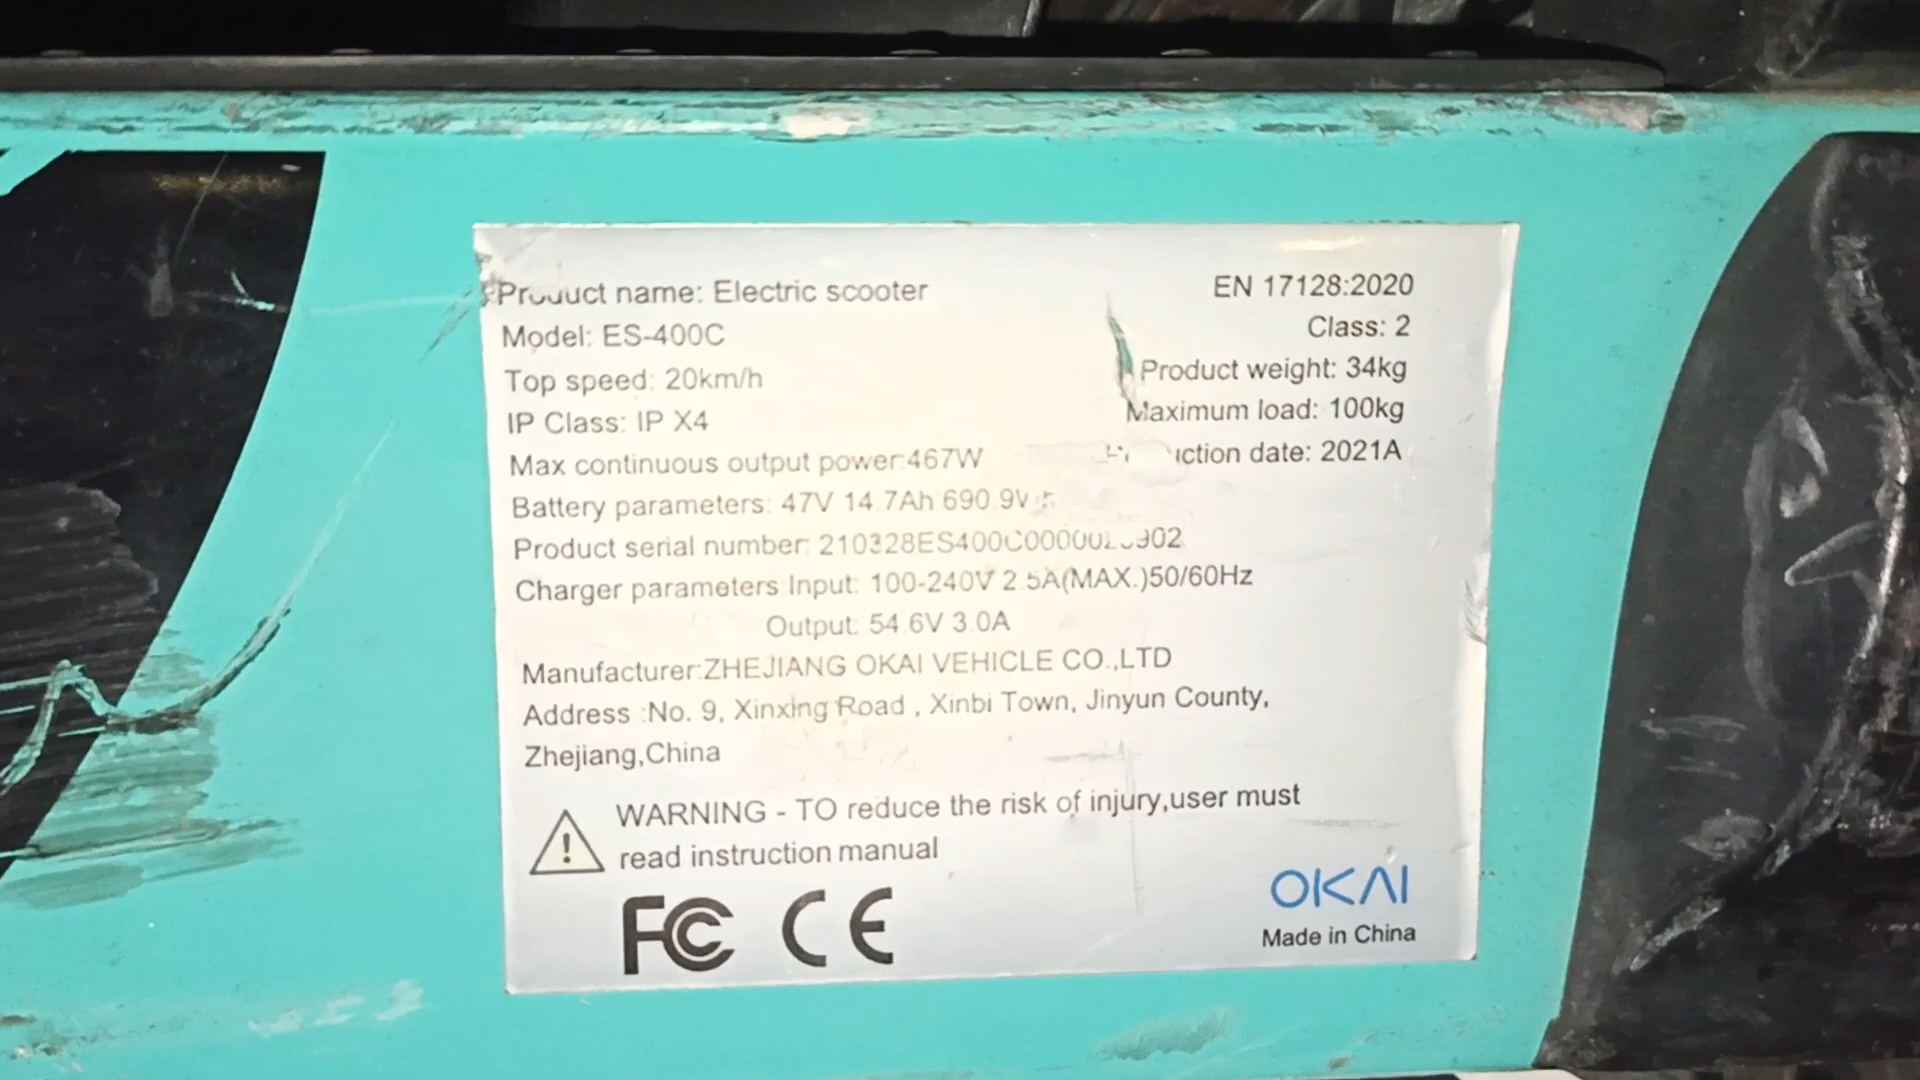 Product name: Electric scooter
Model: ES-400C
Top speed: 20km/h
IP Class: IP X4
Max continuous output power:467W
Battery parameters: 47V 14.7Ah
Product serial number:
Charger parameters Input: 100-240V 2.5A(MAX.)50/60Hz
Output: 54.6V 3.0A
Manufacturer:ZHEJIANG OKAI VEHICLE CO.,LTD
Address :No. 9, Xinxing Road , Xinbi Town, Jinyun County,
Zhejiang,China
EN 17128:2020
Class: 2
Product weight: 34kg
Maximum load: 100kg
date: 2021A
WARNING - TO reduce the risk of injury,user must
read instruction manual
FC CE
OKAI
Made in China